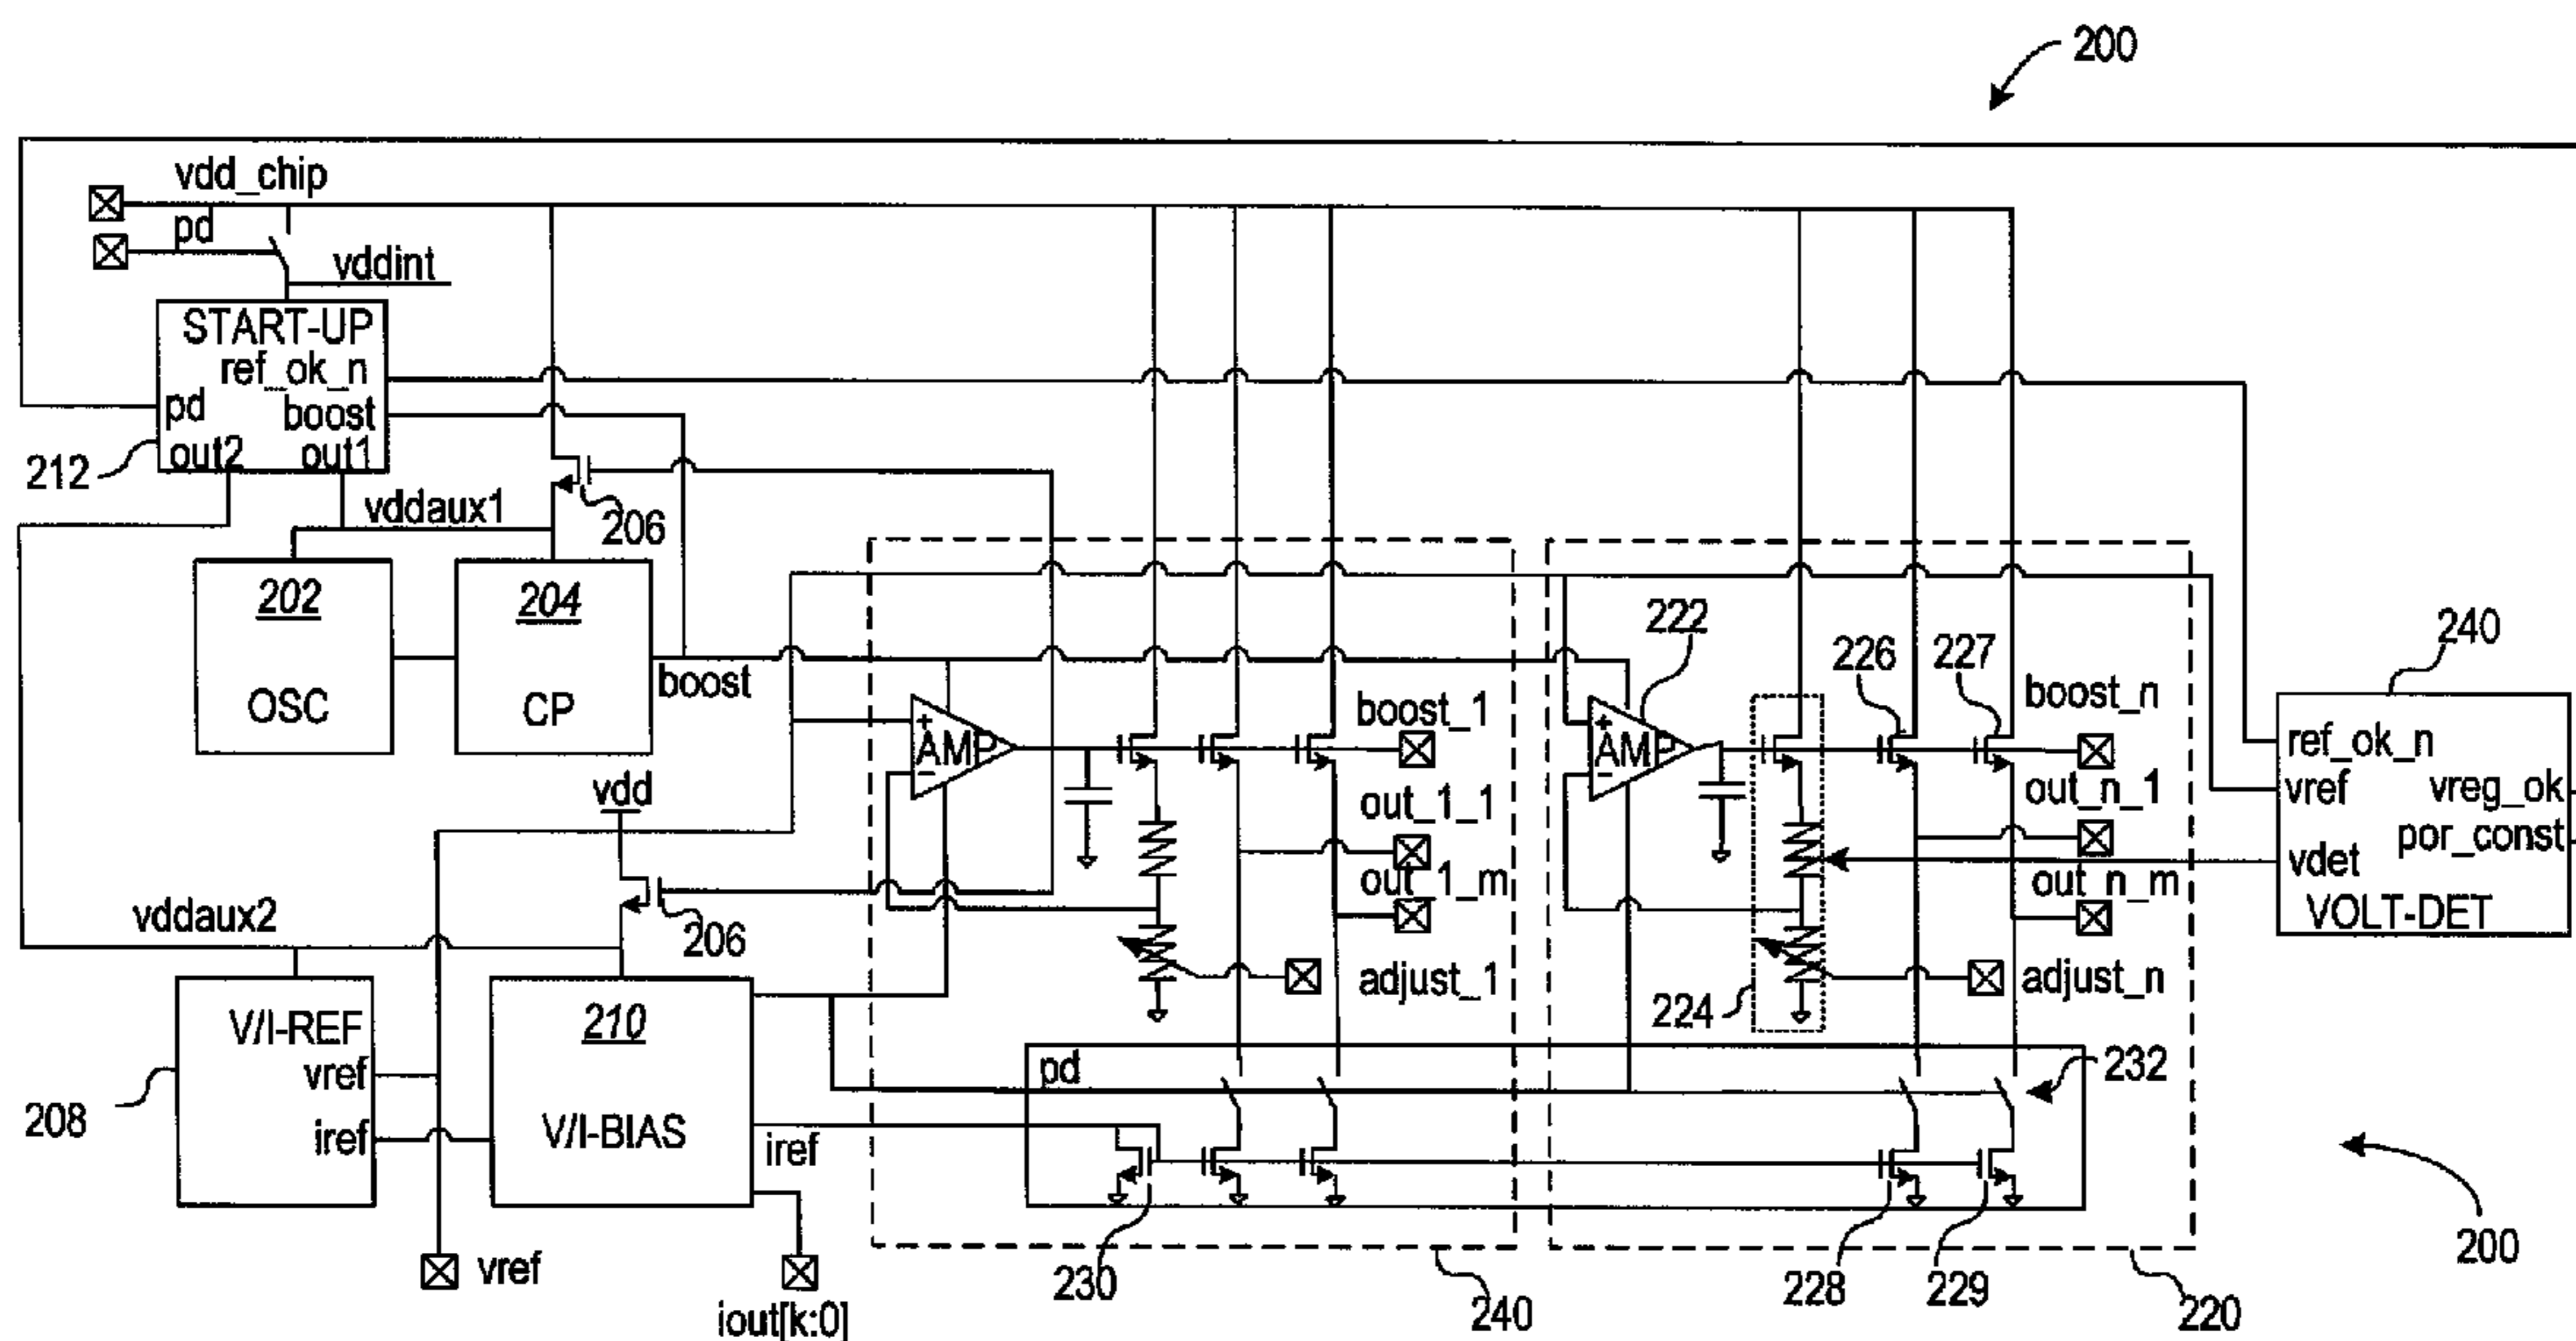 200
vdd_chip
pd
vddint
START-UP
ref_ok_n
pd
boost
out2
out1
212
vddaux1
206
202
OSC
204
CP
boost
222
226
227
240
boost_1
boost_n
AMP
+
-
AMP
+
-
ref_ok_n
vref
vreg_ok
por_const
vdet
VOLT-DET
out_1_1
out_n_1
out_1_m
out_n_m
vdd
206
vddaux2
adjust_1
224
adjust_n
V/I-REF
vref
iref
208
210
V/I-BIAS
iref
pd
232
200
vref
iout[k:0]
230
240
228
229
220